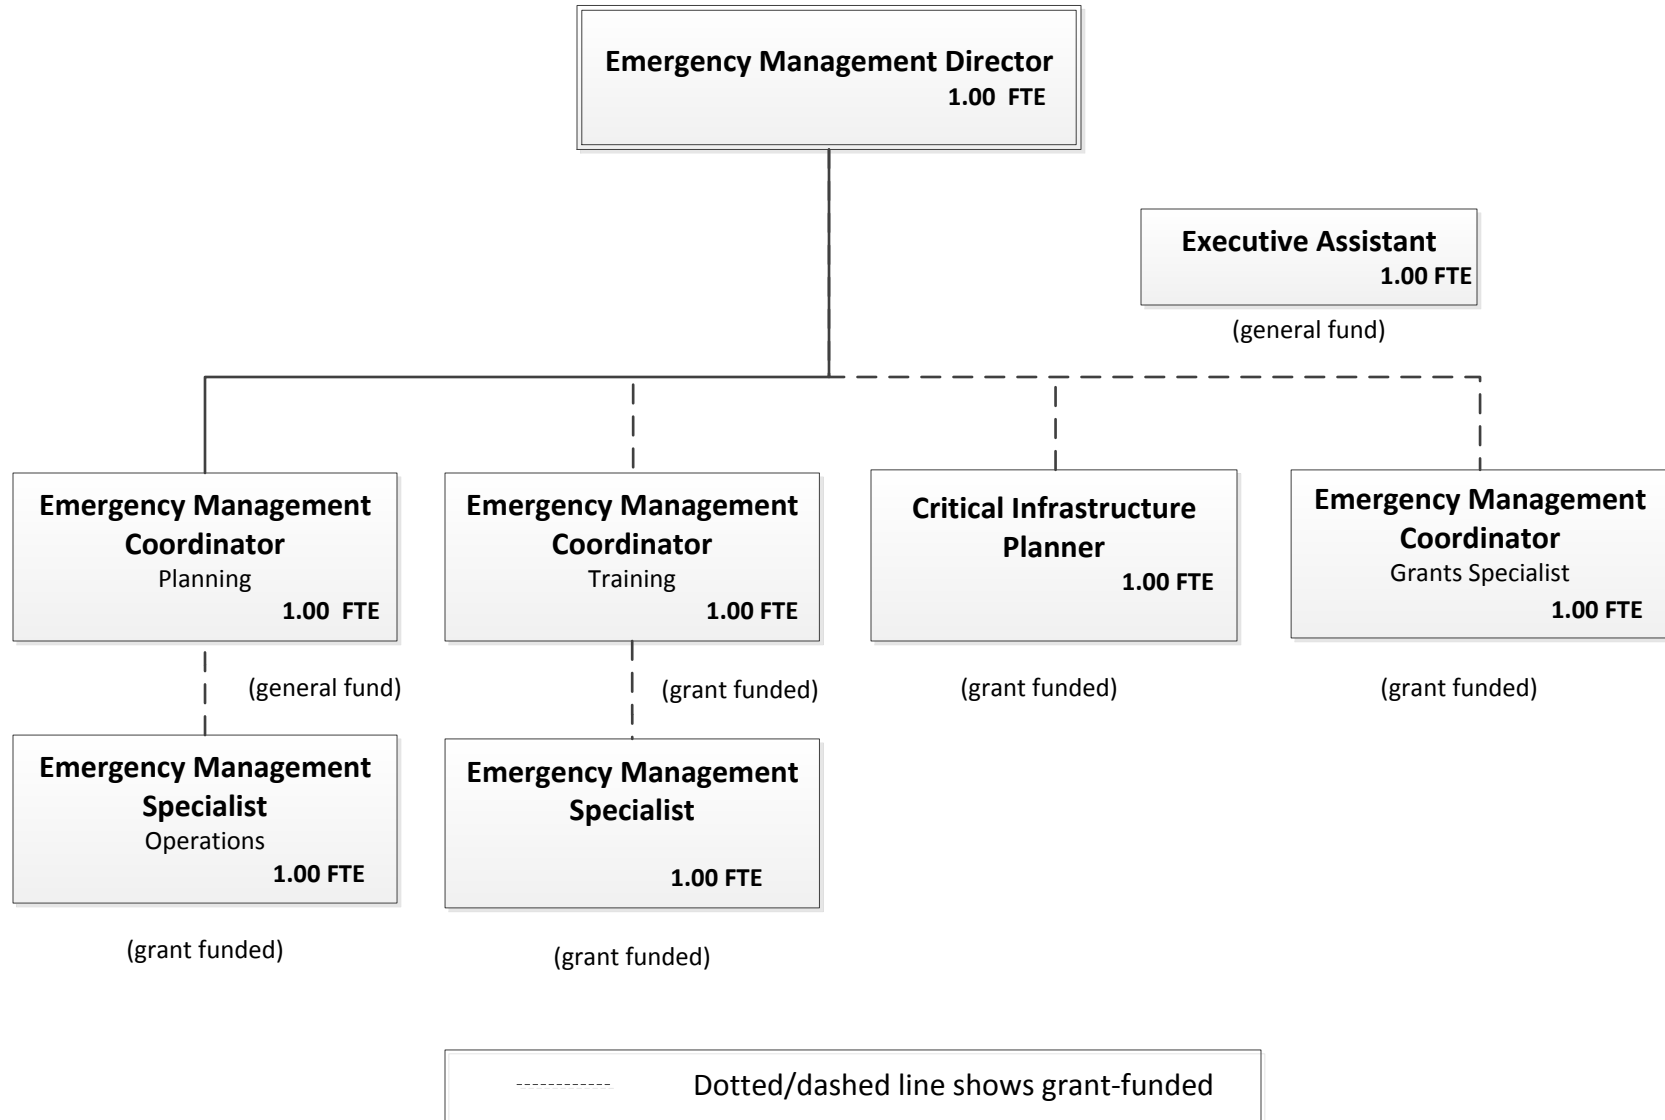 Emergency Management Director
1.00 FTE
Executive Assistant
1.00 FTE
(general fund)
Emergency Management
Coordinator
Planning
1.00 FTE
(general fund)
Emergency Management
Coordinator
Training
1.00 FTE
(grant funded)
Critical Infrastructure
Planner
1.00 FTE
(grant funded)
Emergency Management
Coordinator
Grants Specialist
1.00 FTE
(grant funded)
Emergency Management
Specialist
Operations
1.00 FTE
(grant funded)
Emergency Management
Specialist
1.00 FTE
(grant funded)
Dotted/dashed line shows grant-funded